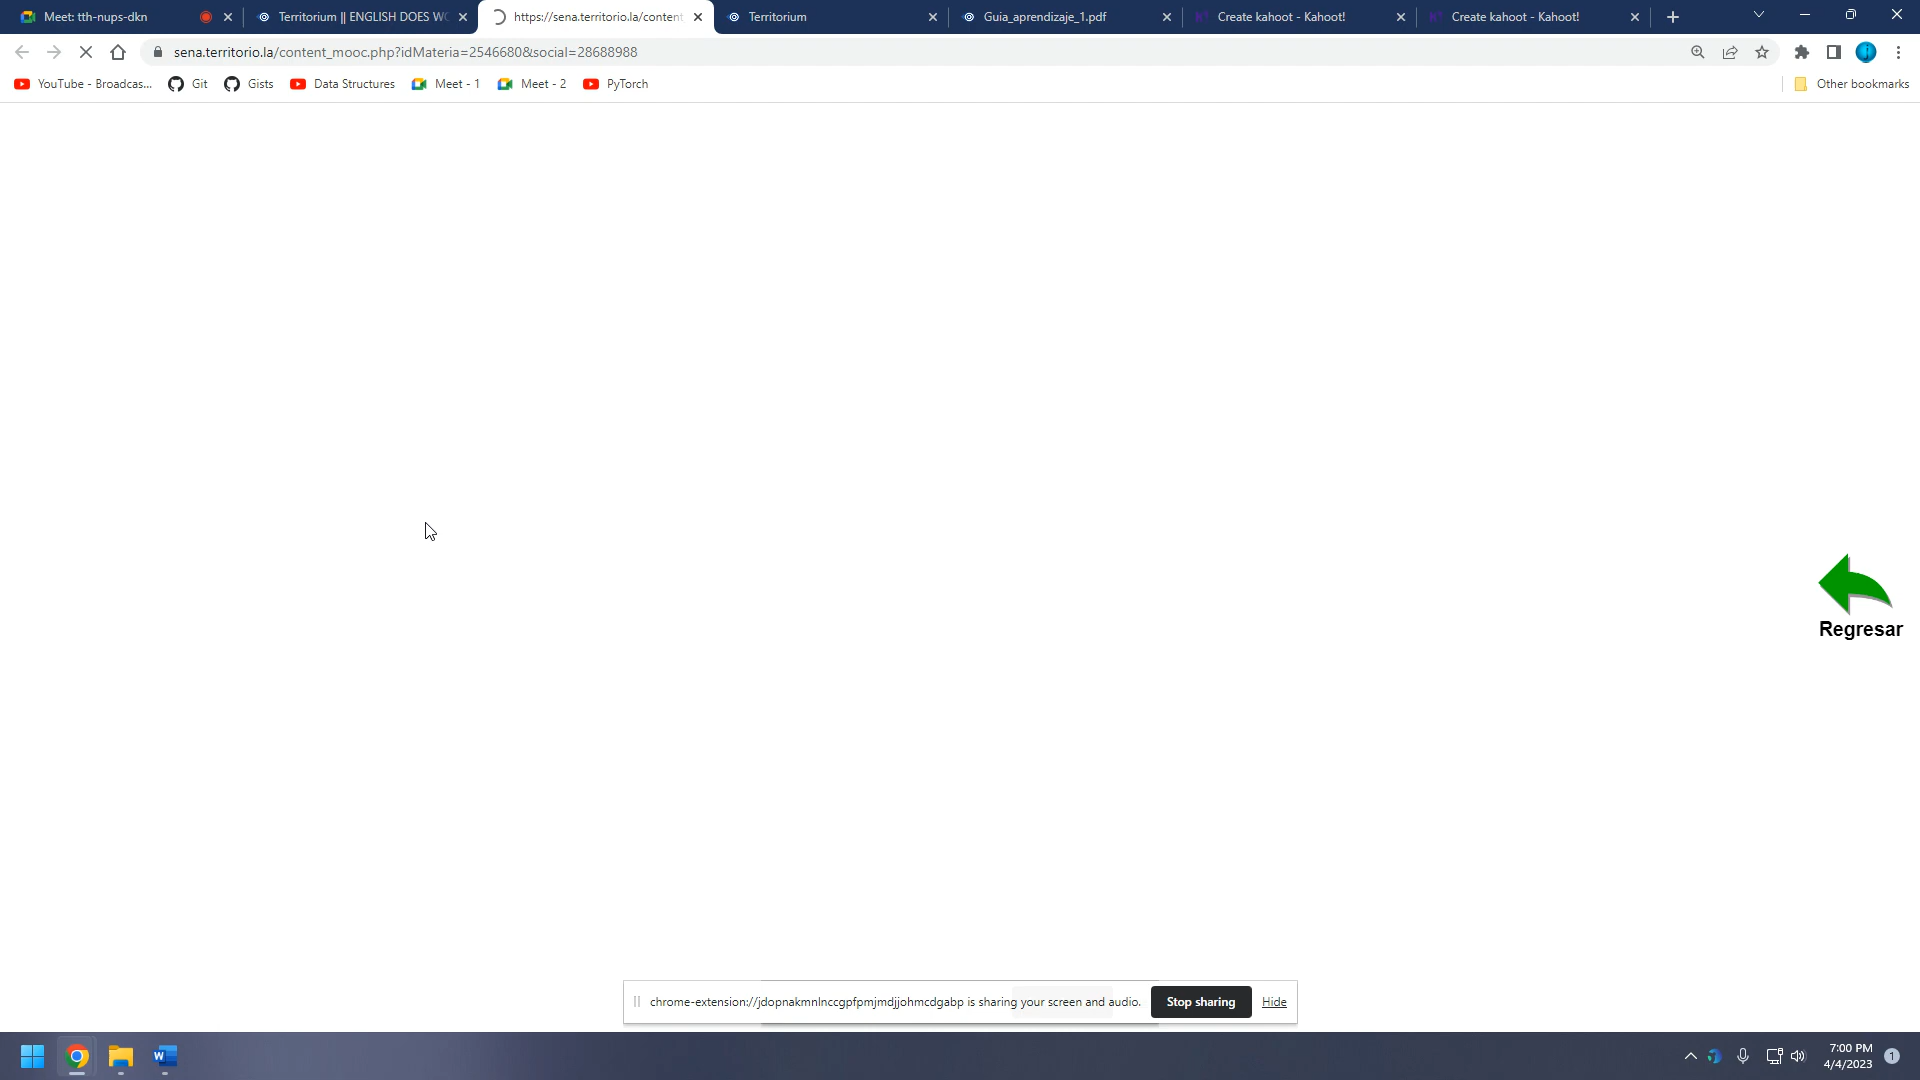 Meet: tth-nups-dkn
Territorium || ENGLISH DOES WO
https://sena.territorio.la/content
Territorium
Guia_aprendizaje_1.pdf
Create kahoot - Kahoot!
Create kahoot - Kahoot!
sena.territorio.la/content_mooc.php?idMateria=2546680&social=28688988
YouTube - Broadcas...
Git
Gists
Data Structures
Meet - 1
Meet - 2
PyTorch
Other bookmarks
Regresar
chrome-extension://jdopnakmnlnccgpfpmjmdjjohmcdgabp is sharing your screen and audio.
Stop sharing
Hide
7:00 PM
4/4/2023
1